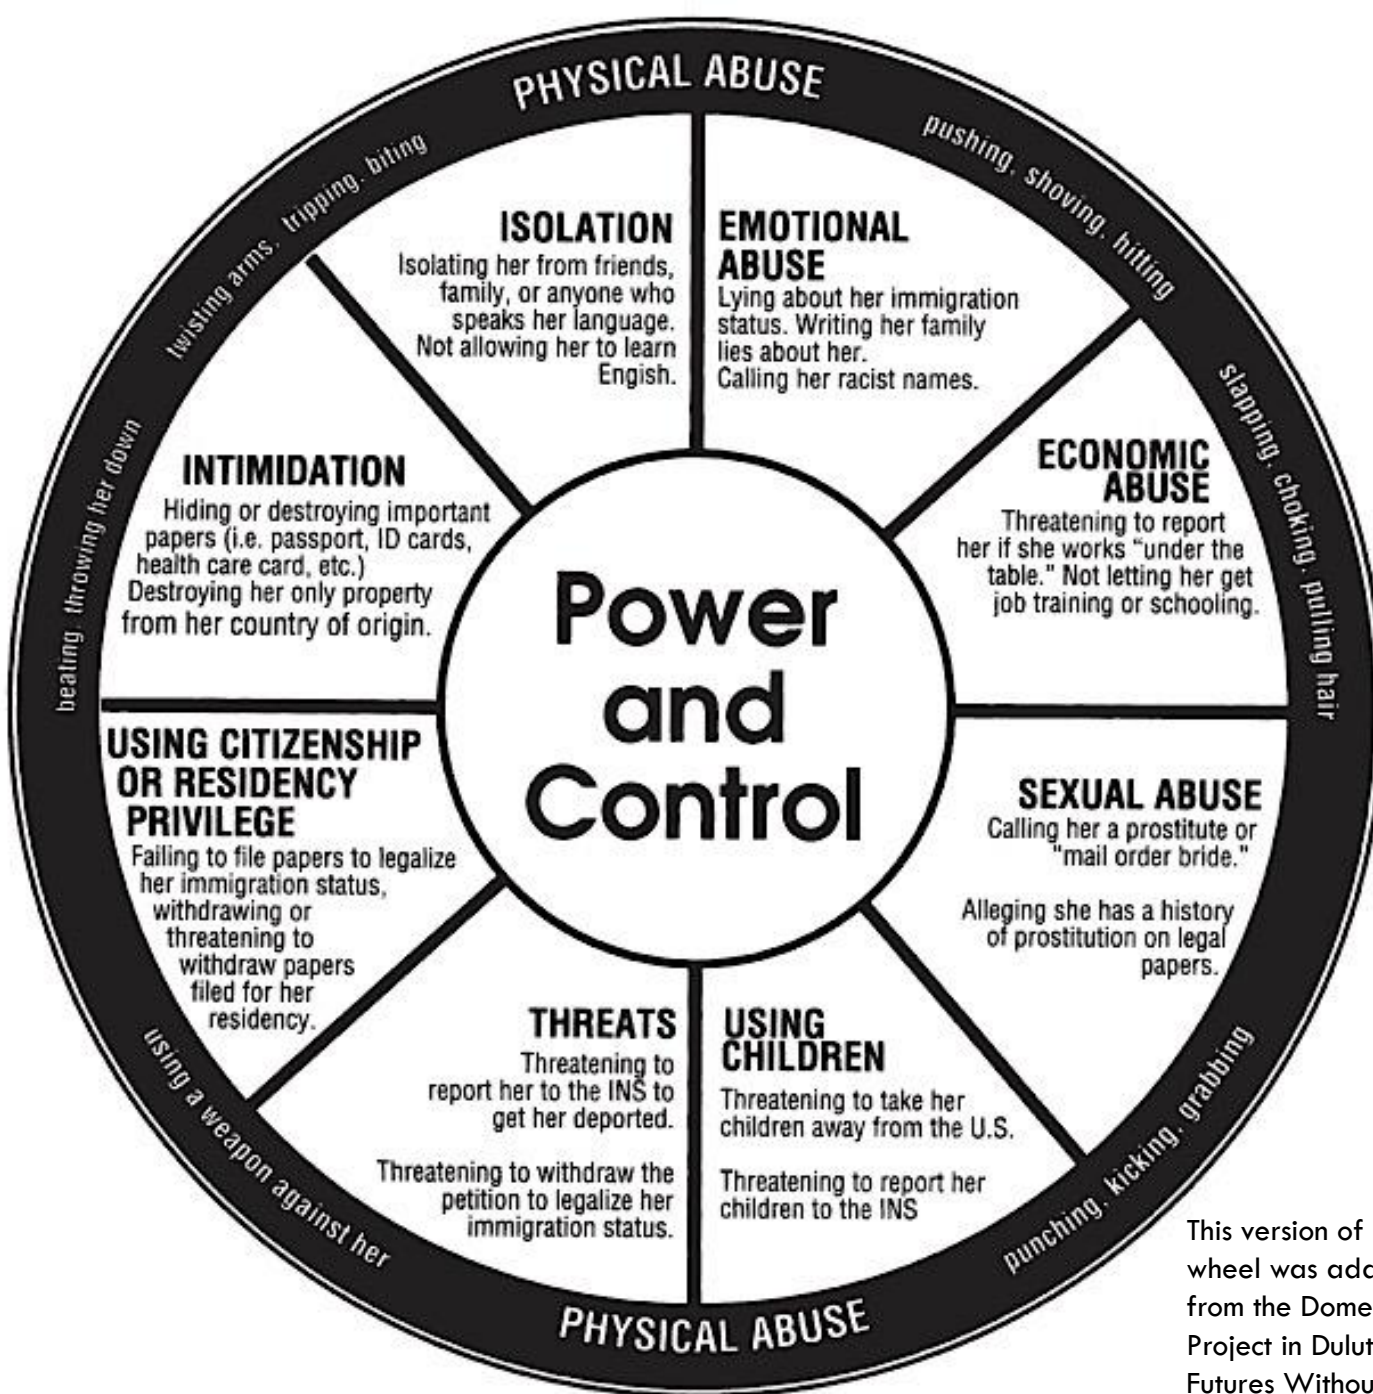 PHYSICAL ABUSE
twisting arms, tripping, biting
pushing, shoving, hitting
slapping, choking, pulling hair
beating, throwing her down
ISOLATION
Isolating her from friends,
family, or anyone who
speaks her language.
Not allowing her to learn
Engish.
EMOTIONAL
ABUSE
Lying about her immigration
status. Writing her family
lies about her.
Calling her racist names.
INTIMIDATION
Hiding or destroying important
papers (i.e. passport, ID cards,
health care card, etc.)
Destroying her only property
from her country of origin.
ECONOMIC
ABUSE
Threatening to report
her if she works "under the
table." Not letting her get
job training or schooling.
Power
and
Control
USING CITIZENSHIP
OR RESIDENCY
PRIVILEGE
Failing to file papers to legalize
her immigration status,
withdrawing or
threatening to
withdraw papers
filed for her
residency.
SEXUAL ABUSE
Calling her a prostitute or
"mail order bride."
Alleging she has a history
of prostitution on legal
papers.
THREATS
Threatening to
report her to the INS to
get her deported.
Threatening to withdraw the
petition to legalize her
immigration status.
USING
CHILDREN
Threatening to take her
children away from the U.S.
Threatening to report her
children to the INS
using a weapon against her
punching, kicking, grabbing
PHYSICAL ABUSE
This version of
wheel was
from the
Project in
Futures